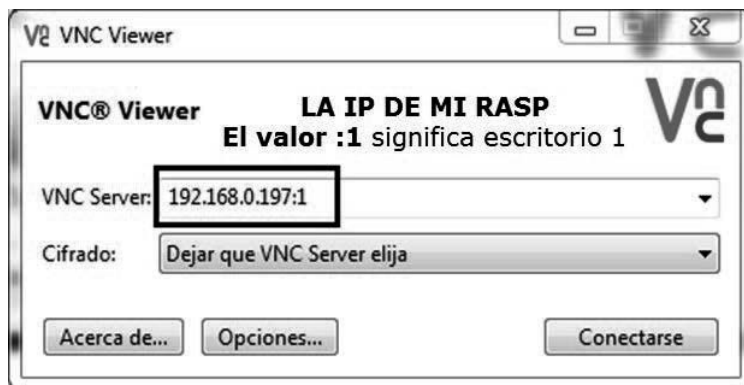 VNC Viewer
VNC® Viewer
LA IP DE MI RASP
El valor :1 significa escritorio 1
VNC Server: 192.168.0.197:1
Cifrado: Dejar que VNC Server elija
Acerca de... Opciones... Conectarse